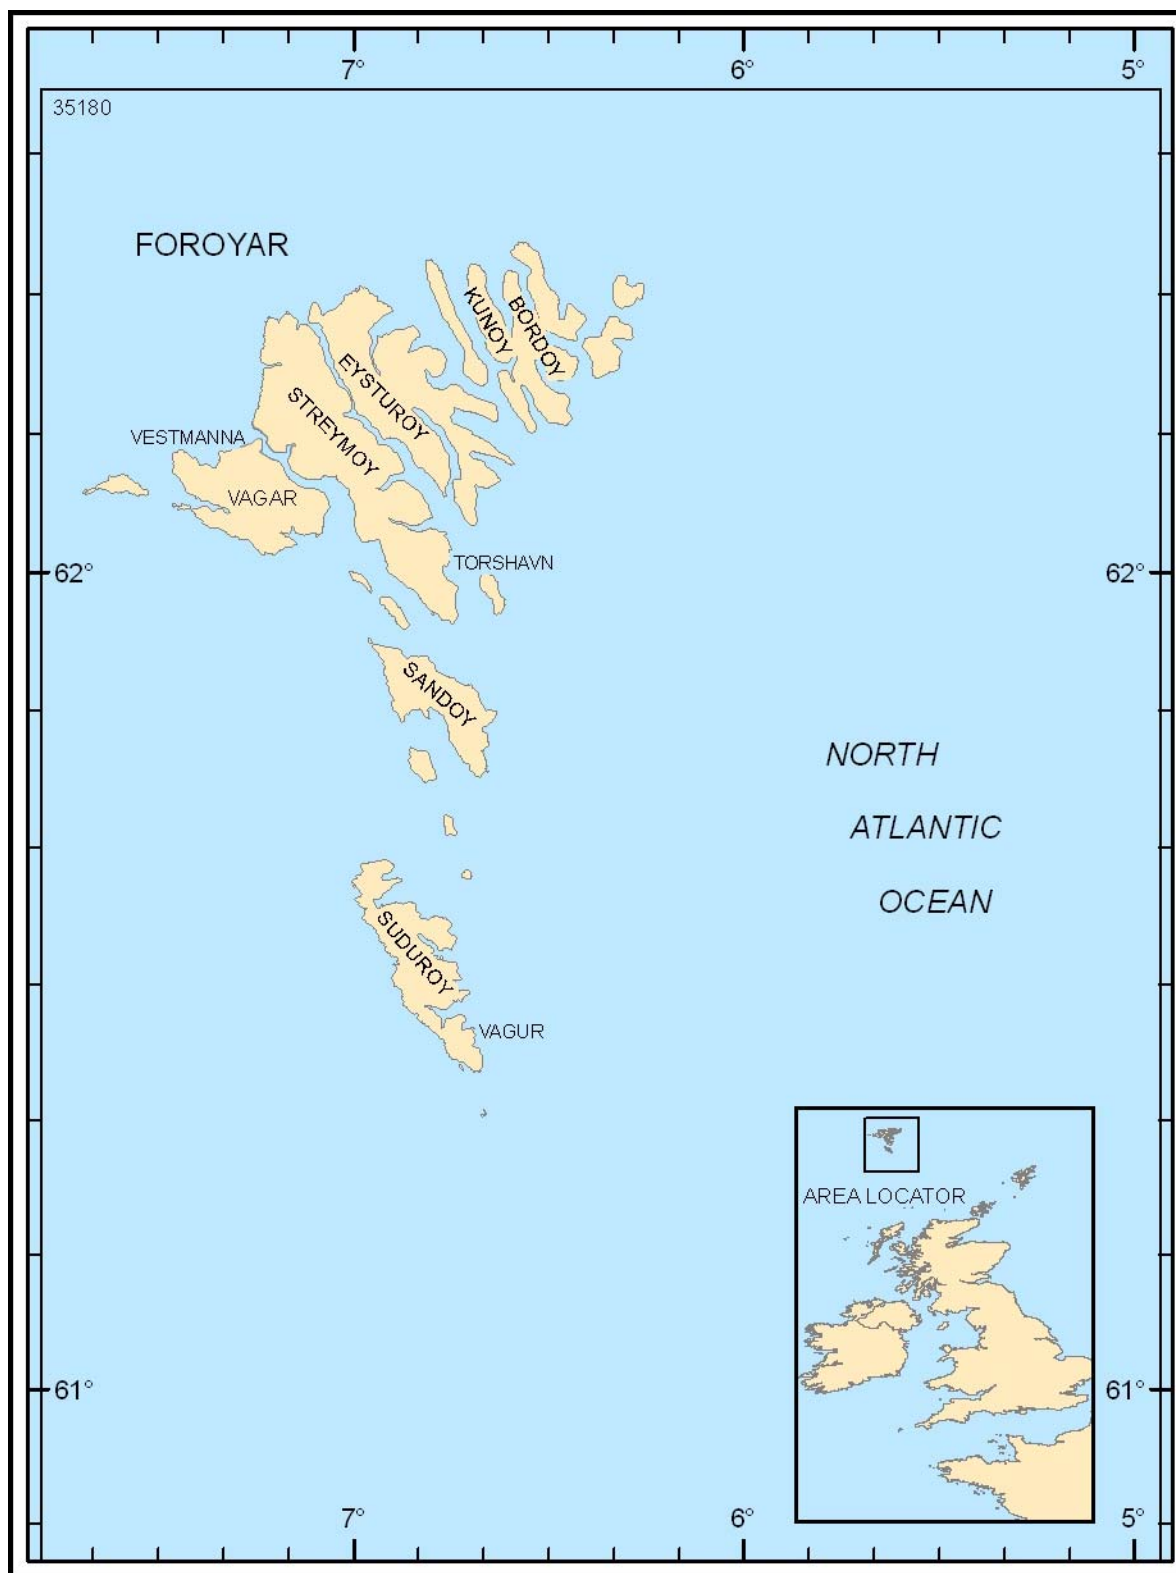 7° 6° 5°
35180
FOROYAR
KUNOY
BORDOY
EYSTUROY
STREYMOY
VESTMANNA
VAGAR
TORSHAVN
62° 62°
SANDOY
NORTH
ATLANTIC
OCEAN
SUDUROY
VAGUR
AREA LOCATOR
61° 61°
7° 6° 5°